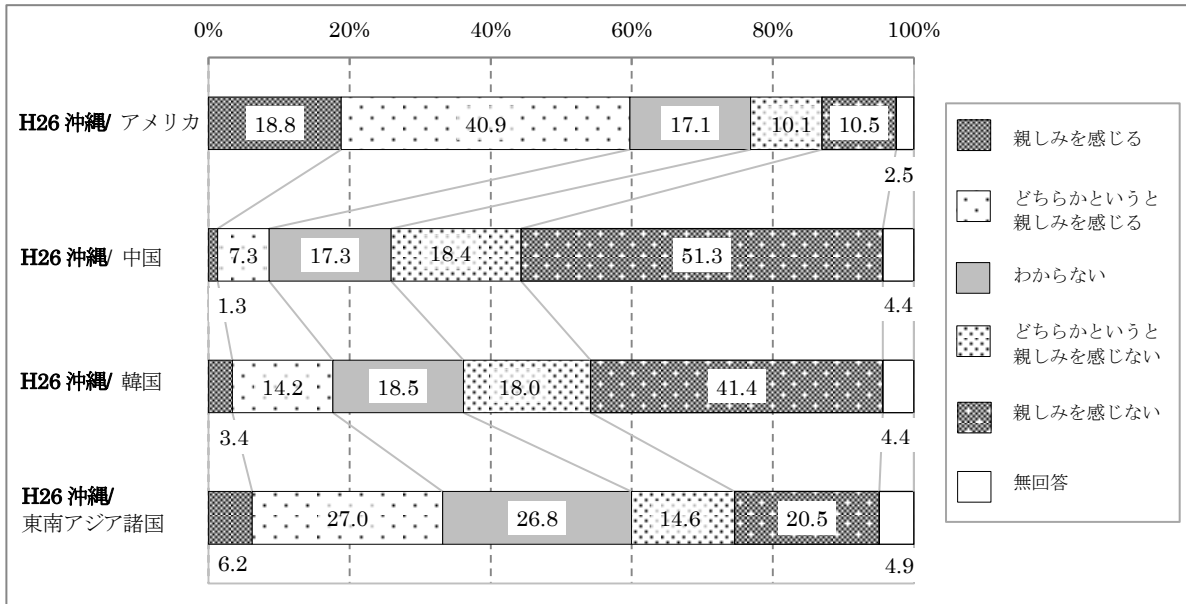 0% 20% 40% 60% 80% 100%
H26 沖縄/ アメリカ
18.8 40.9 17.1 10.1 10.5
2.5
H26 沖縄/ 中国
7.3 17.3 18.4 51.3
1.3 4.4
H26 沖縄/ 韓国
14.2 18.5 18.0 41.4
3.4 4.4
H26 沖縄/
東南アジア諸国
27.0 26.8 14.6 20.5
6.2 4.9
親しみを感じる
どちらかというと
親しみを感じる
わからない
どちらかというと
親しみを感じない
親しみを感じない
無回答